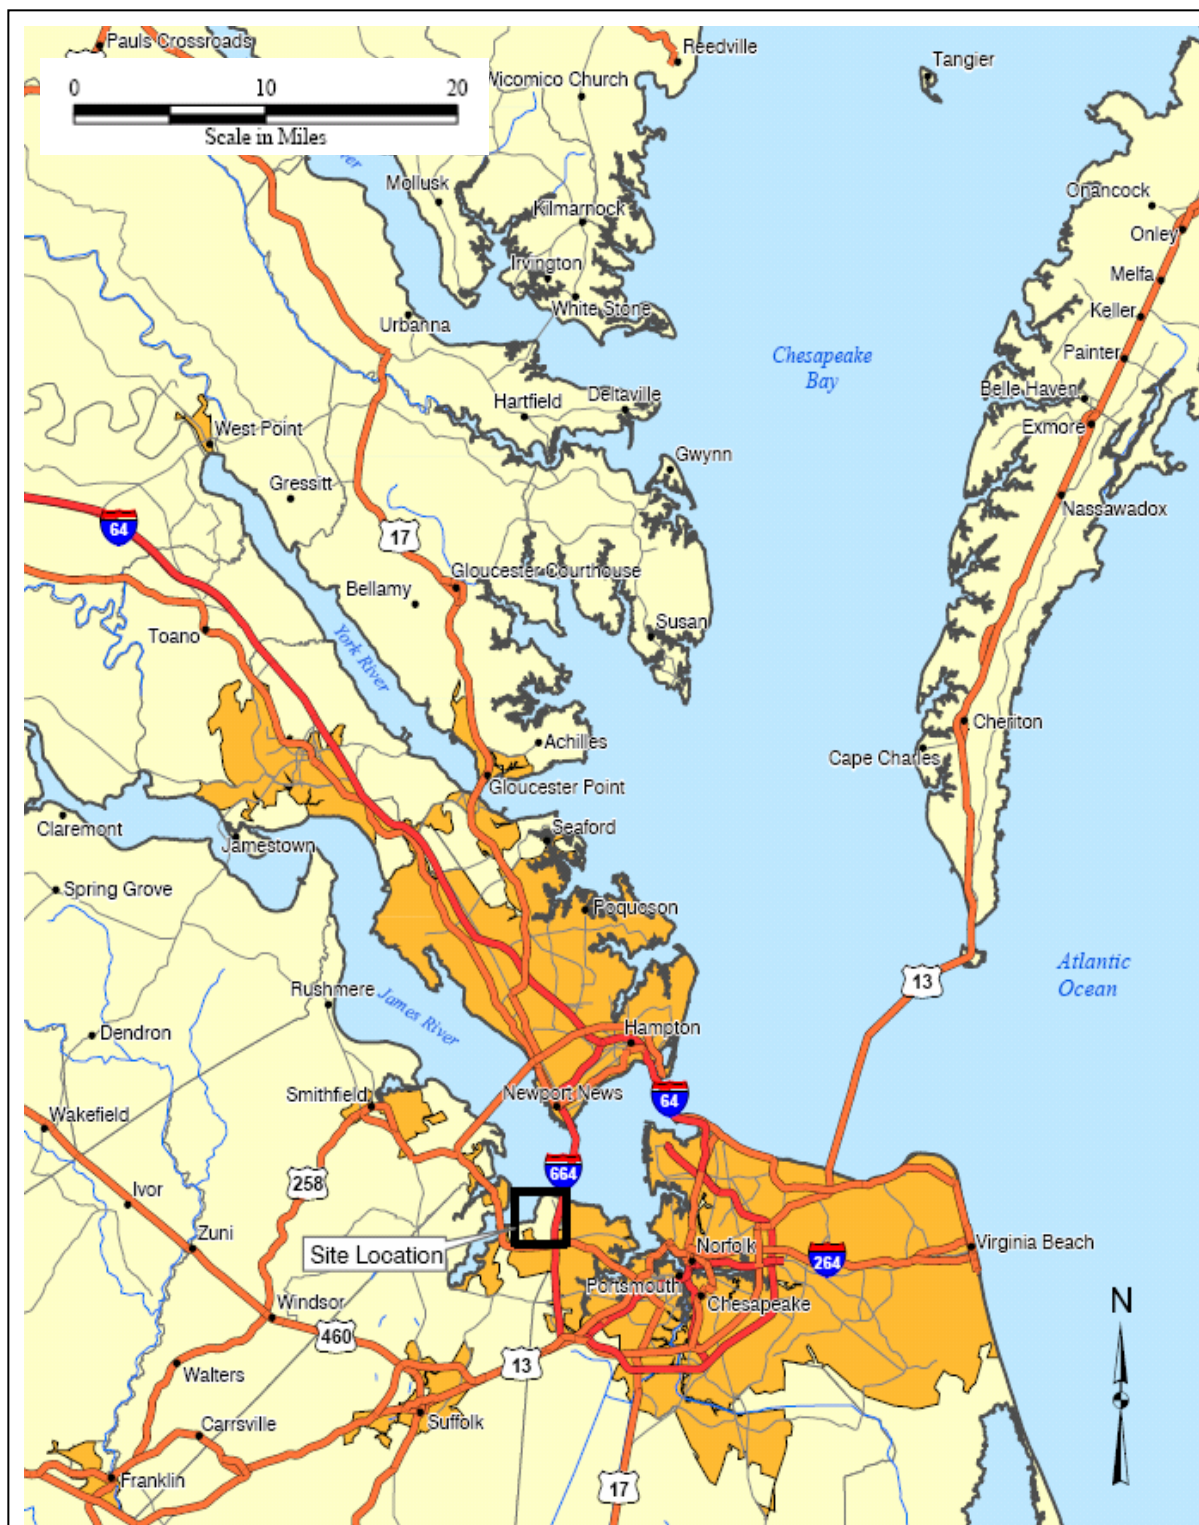 Pauls Crossroads
Reedville
Tangier
0 10 20
Scale in Miles
Wicomico Church
Mollusk
Kilmarnock
Onancock
Onley
Irvington
White Stone
Melfa
Urbanna
Keller
Chesapeake
Bay
Painter
Hartfield
Deltaville
Belle Haven
Exmore
West Point
Gwynn
Gressitt
Nassawadox
64
17
Gloucester Courthouse
Bellamy
Toano
York River
Susan
Cheriton
Achilles
Cape Charles
Gloucester Point
Claremont
Jamestown
Seaford
Spring Grove
Poquoson
Atlantic
Ocean
13
Rushmere
James River
Dendron
Hampton
Smithfield
Newport News
64
Wakefield
664
258
Ivor
Zuni
Site Location
Norfolk
264
Virginia Beach
Portsmouth
Chesapeake
Windsor
N
460
13
Walters
Carrsville
Suffolk
Franklin
17